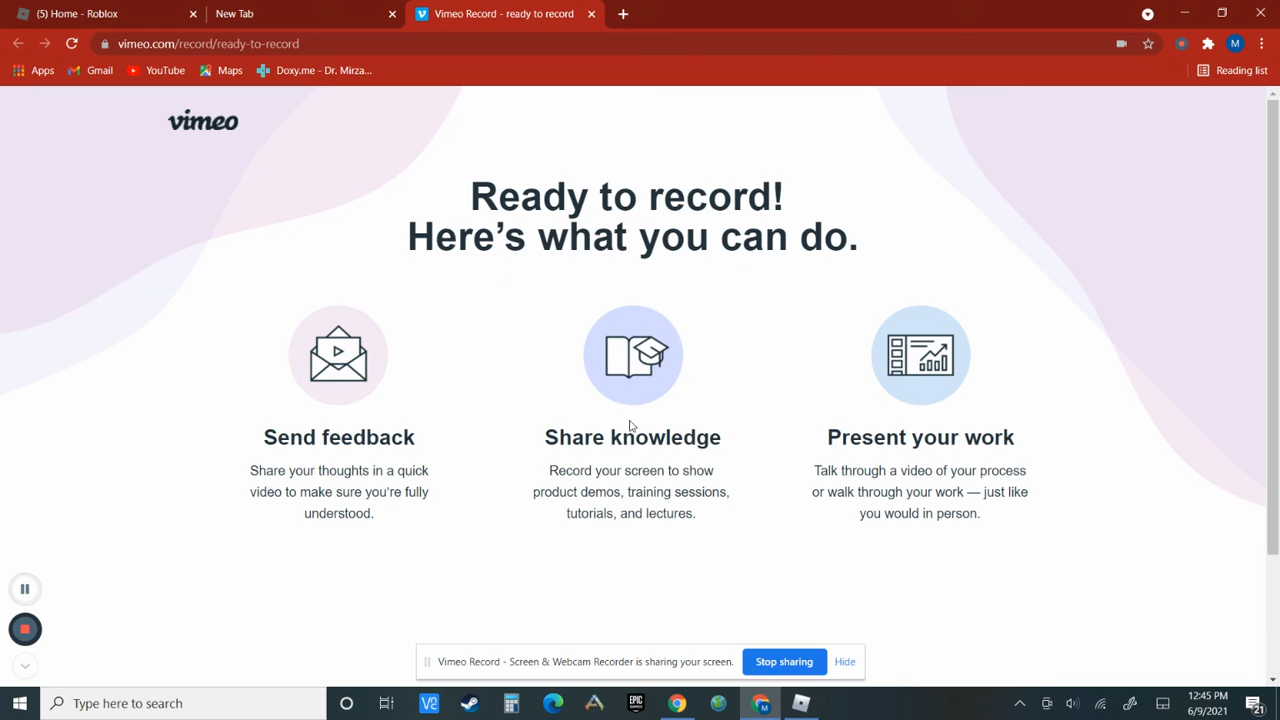 (5) Home - Roblox
New Tab
Vimeo Record - ready to record
vimeo.com/record/ready-to-record
M
Apps
Gmail
YouTube
Maps
Doxy.me - Dr. Mirza...
Reading list
vimeo
Ready to record!
Here’s what you can do.
Send feedback
Share your thoughts in a quick
video to make sure you’re fully
understood.
Share knowledge
Record your screen to show
product demos, training sessions,
tutorials, and lectures.
Present your work
Talk through a video of your process
or walk through your work — just like
you would in person.
Vimeo Record - Screen & Webcam Recorder is sharing your screen.
Stop sharing
Hide
Type here to search
EPIC
GAMES
M
12:45 PM
6/9/2021
21